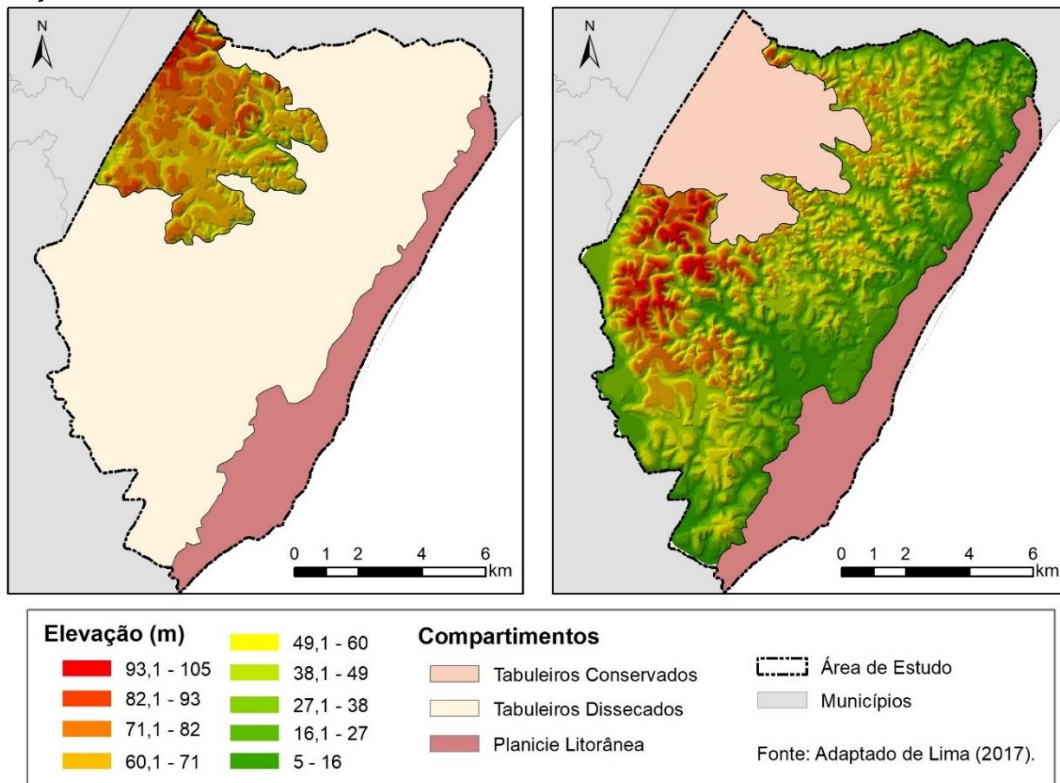 N
N
0 1 2 4 6
km
0 1 2 4 6
km
Elevação (m)
93,1 - 105
82,1 - 93
71,1 - 82
60,1 - 71
49,1 - 60
38,1 - 49
27,1 - 38
16,1 - 27
5 - 16
Compartimentos
Tabuleiros Conservados
Tabuleiros Dissecados
Planicie Litorânea
Área de Estudo
Municípios
Fonte: Adaptado de Lima (2017).